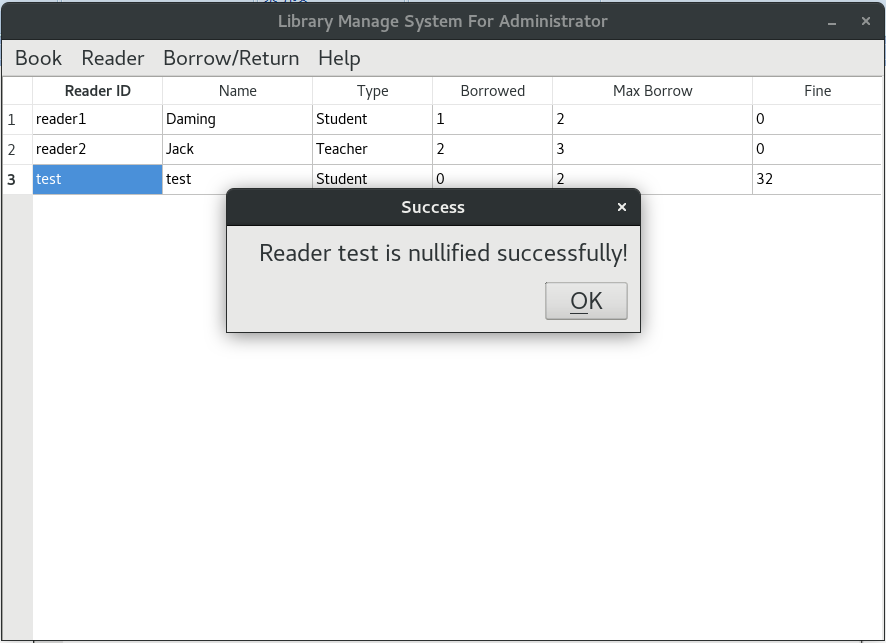 Library Manage System For Administrator
Book Reader Borrow/Return Help
Reader ID Name Type Borrowed Max Borrow Fine
1 reader1 Daming Student 1 2 0
2 reader2 Jack Teacher 2 3 0
3 test test Student 0 2 32
Success
Reader test is nullified successfully!
OK